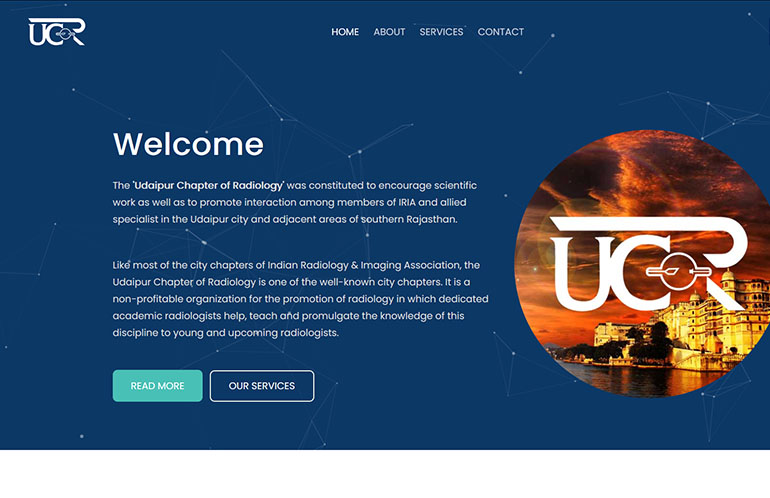 UCR
HOME ABOUT SERVICES CONTACT
Welcome
The 'Udaipur Chapter of Radiology' was constituted to encourage scientific
work as well as to promote interaction among members of IRIA and allied
specialist in the Udaipur city and adjacent areas of southern Rajasthan.
Like most of the city chapters of Indian Radiology & Imaging Association, the
Udaipur Chapter of Radiology is one of the well-known city chapters. It is a
non-profitable organization for the promotion of radiology in which dedicated
academic radiologists help, teach and promulgate the knowledge of this
discipline to young and upcoming radiologists.
READ MORE OUR SERVICES
UCR